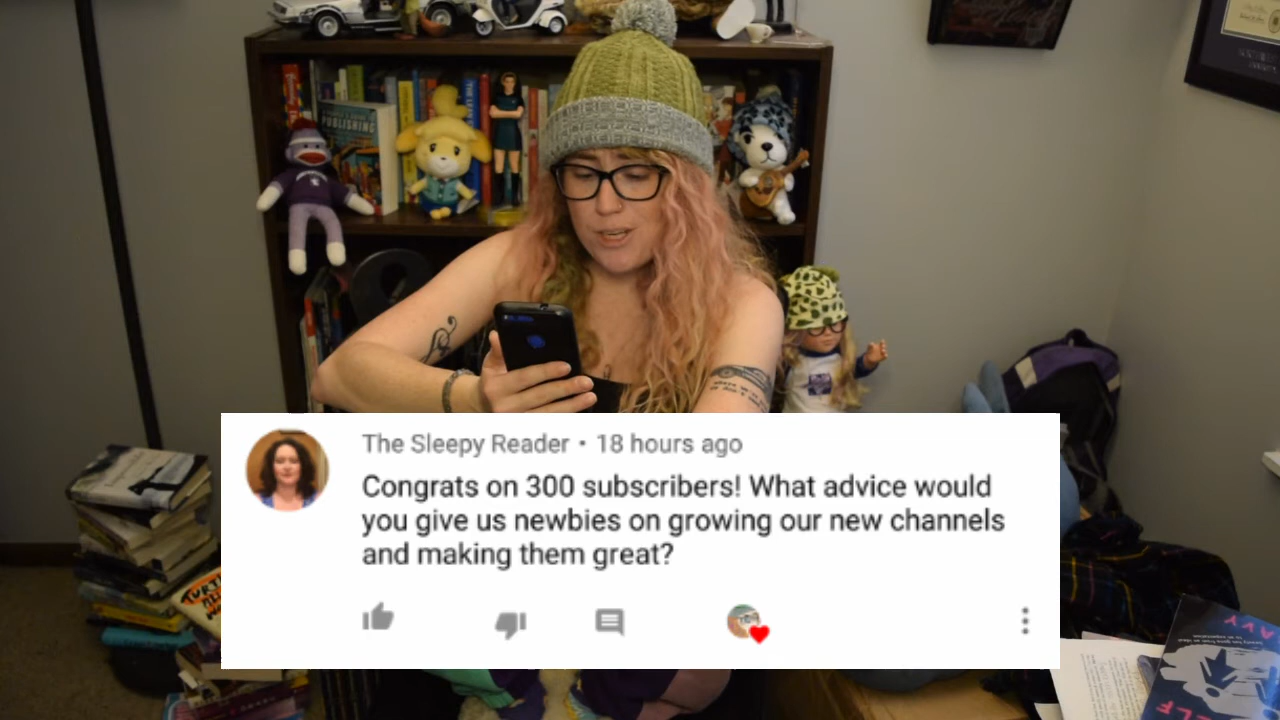 PUBLISHING
The Sleepy Reader • 18 hours ago
Congrats on 300 subscribers! What advice would
you give us newbies on growing our new channels
and making them great?